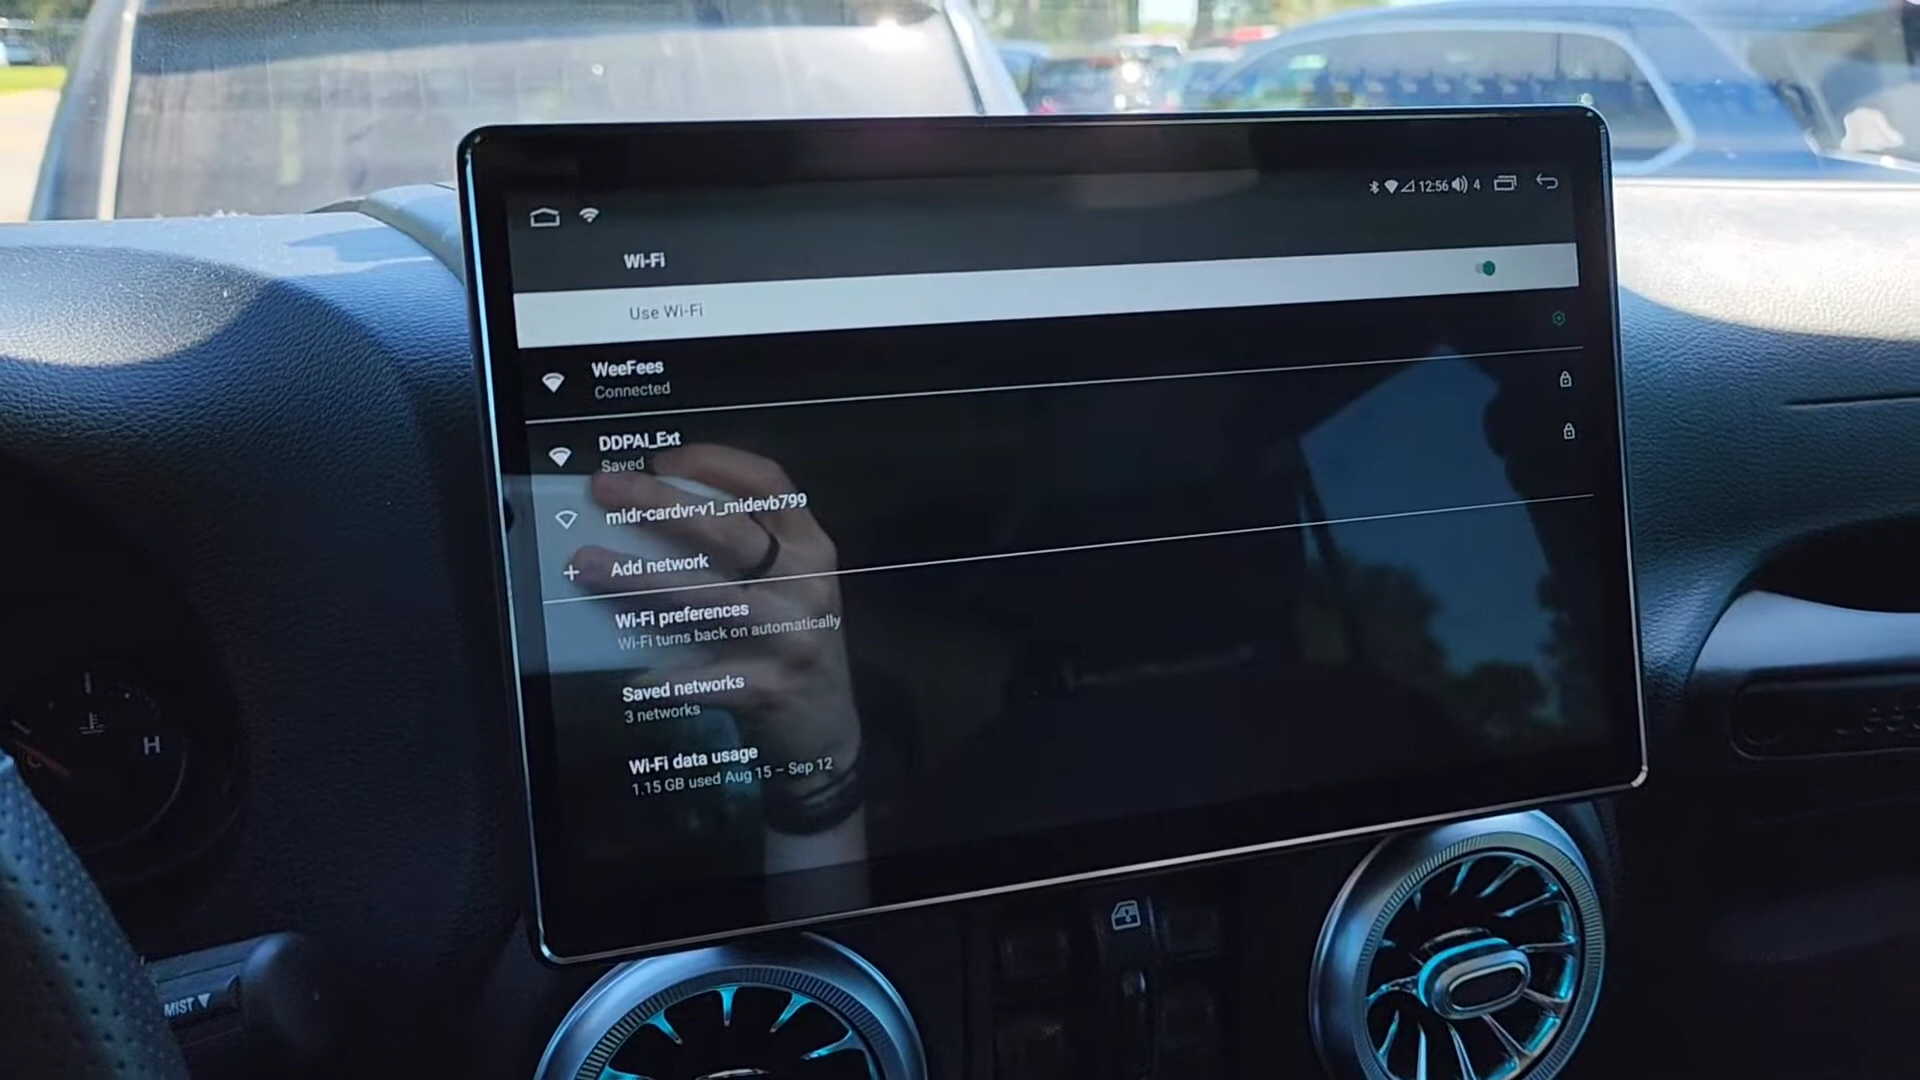 12:56 4
Wi-Fi
Use Wi-Fi
WeeFees
Connected
DDPAI_Ext
Saved
midr-cardvr-v1_midevb799
+ Add network
Wi-Fi preferences
Wi-Fi turns back on automatically
Saved networks
3 networks
Wi-Fi data usage
1.15 GB used Aug 15 – Sep 12
H
C
MIST